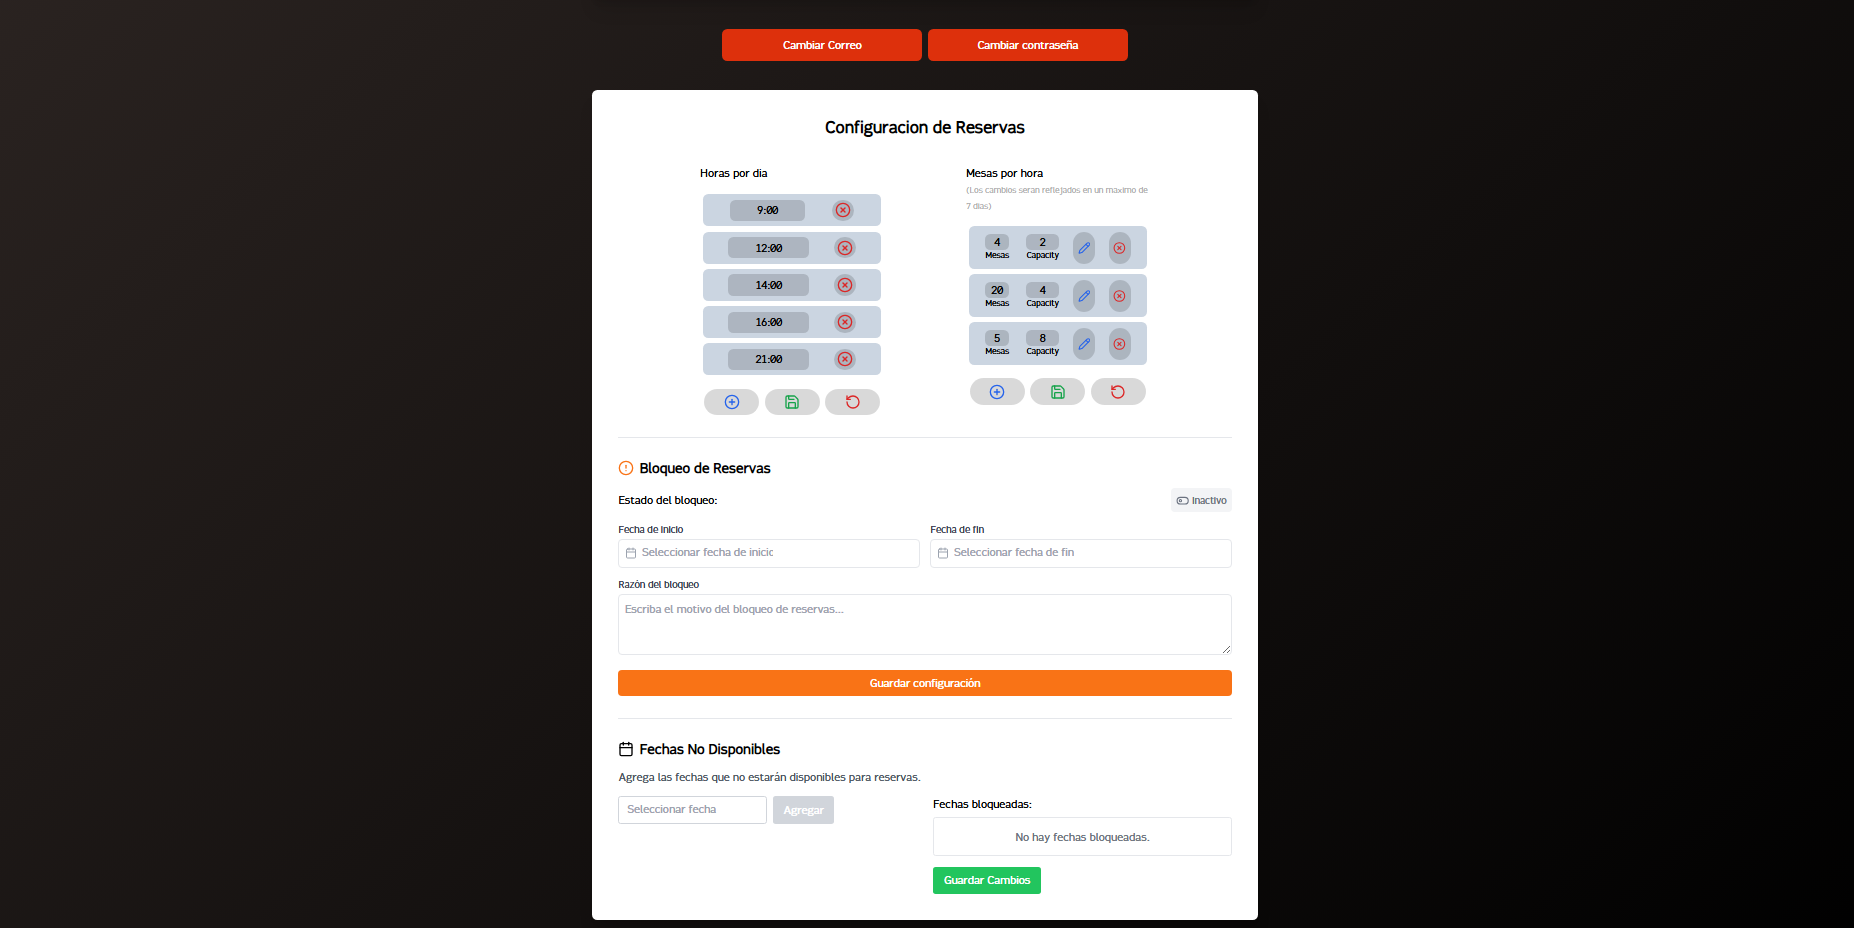 Cambiar Correo
Cambiar contraseña
Configuracion de Reservas
Horas por dia
9:00
12:00
14:00
16:00
21:00
Mesas por hora
(Los cambios seran reflejados en un maximo de
7 dias)
4 2
Mesas Capacity
20 4
Mesas Capacity
5 8
Mesas Capacity
Bloqueo de Reservas
Estado del bloqueo:
Inactivo
Fecha de inicio
Seleccionar fecha de inicio
Fecha de fin
Seleccionar fecha de fin
Razón del bloqueo
Escriba el motivo del bloqueo de reservas...
Guardar configuración
Fechas No Disponibles
Agrega las fechas que no estarán disponibles para reservas.
Seleccionar fecha
Agregar
Fechas bloqueadas:
No hay fechas bloqueadas.
Guardar Cambios